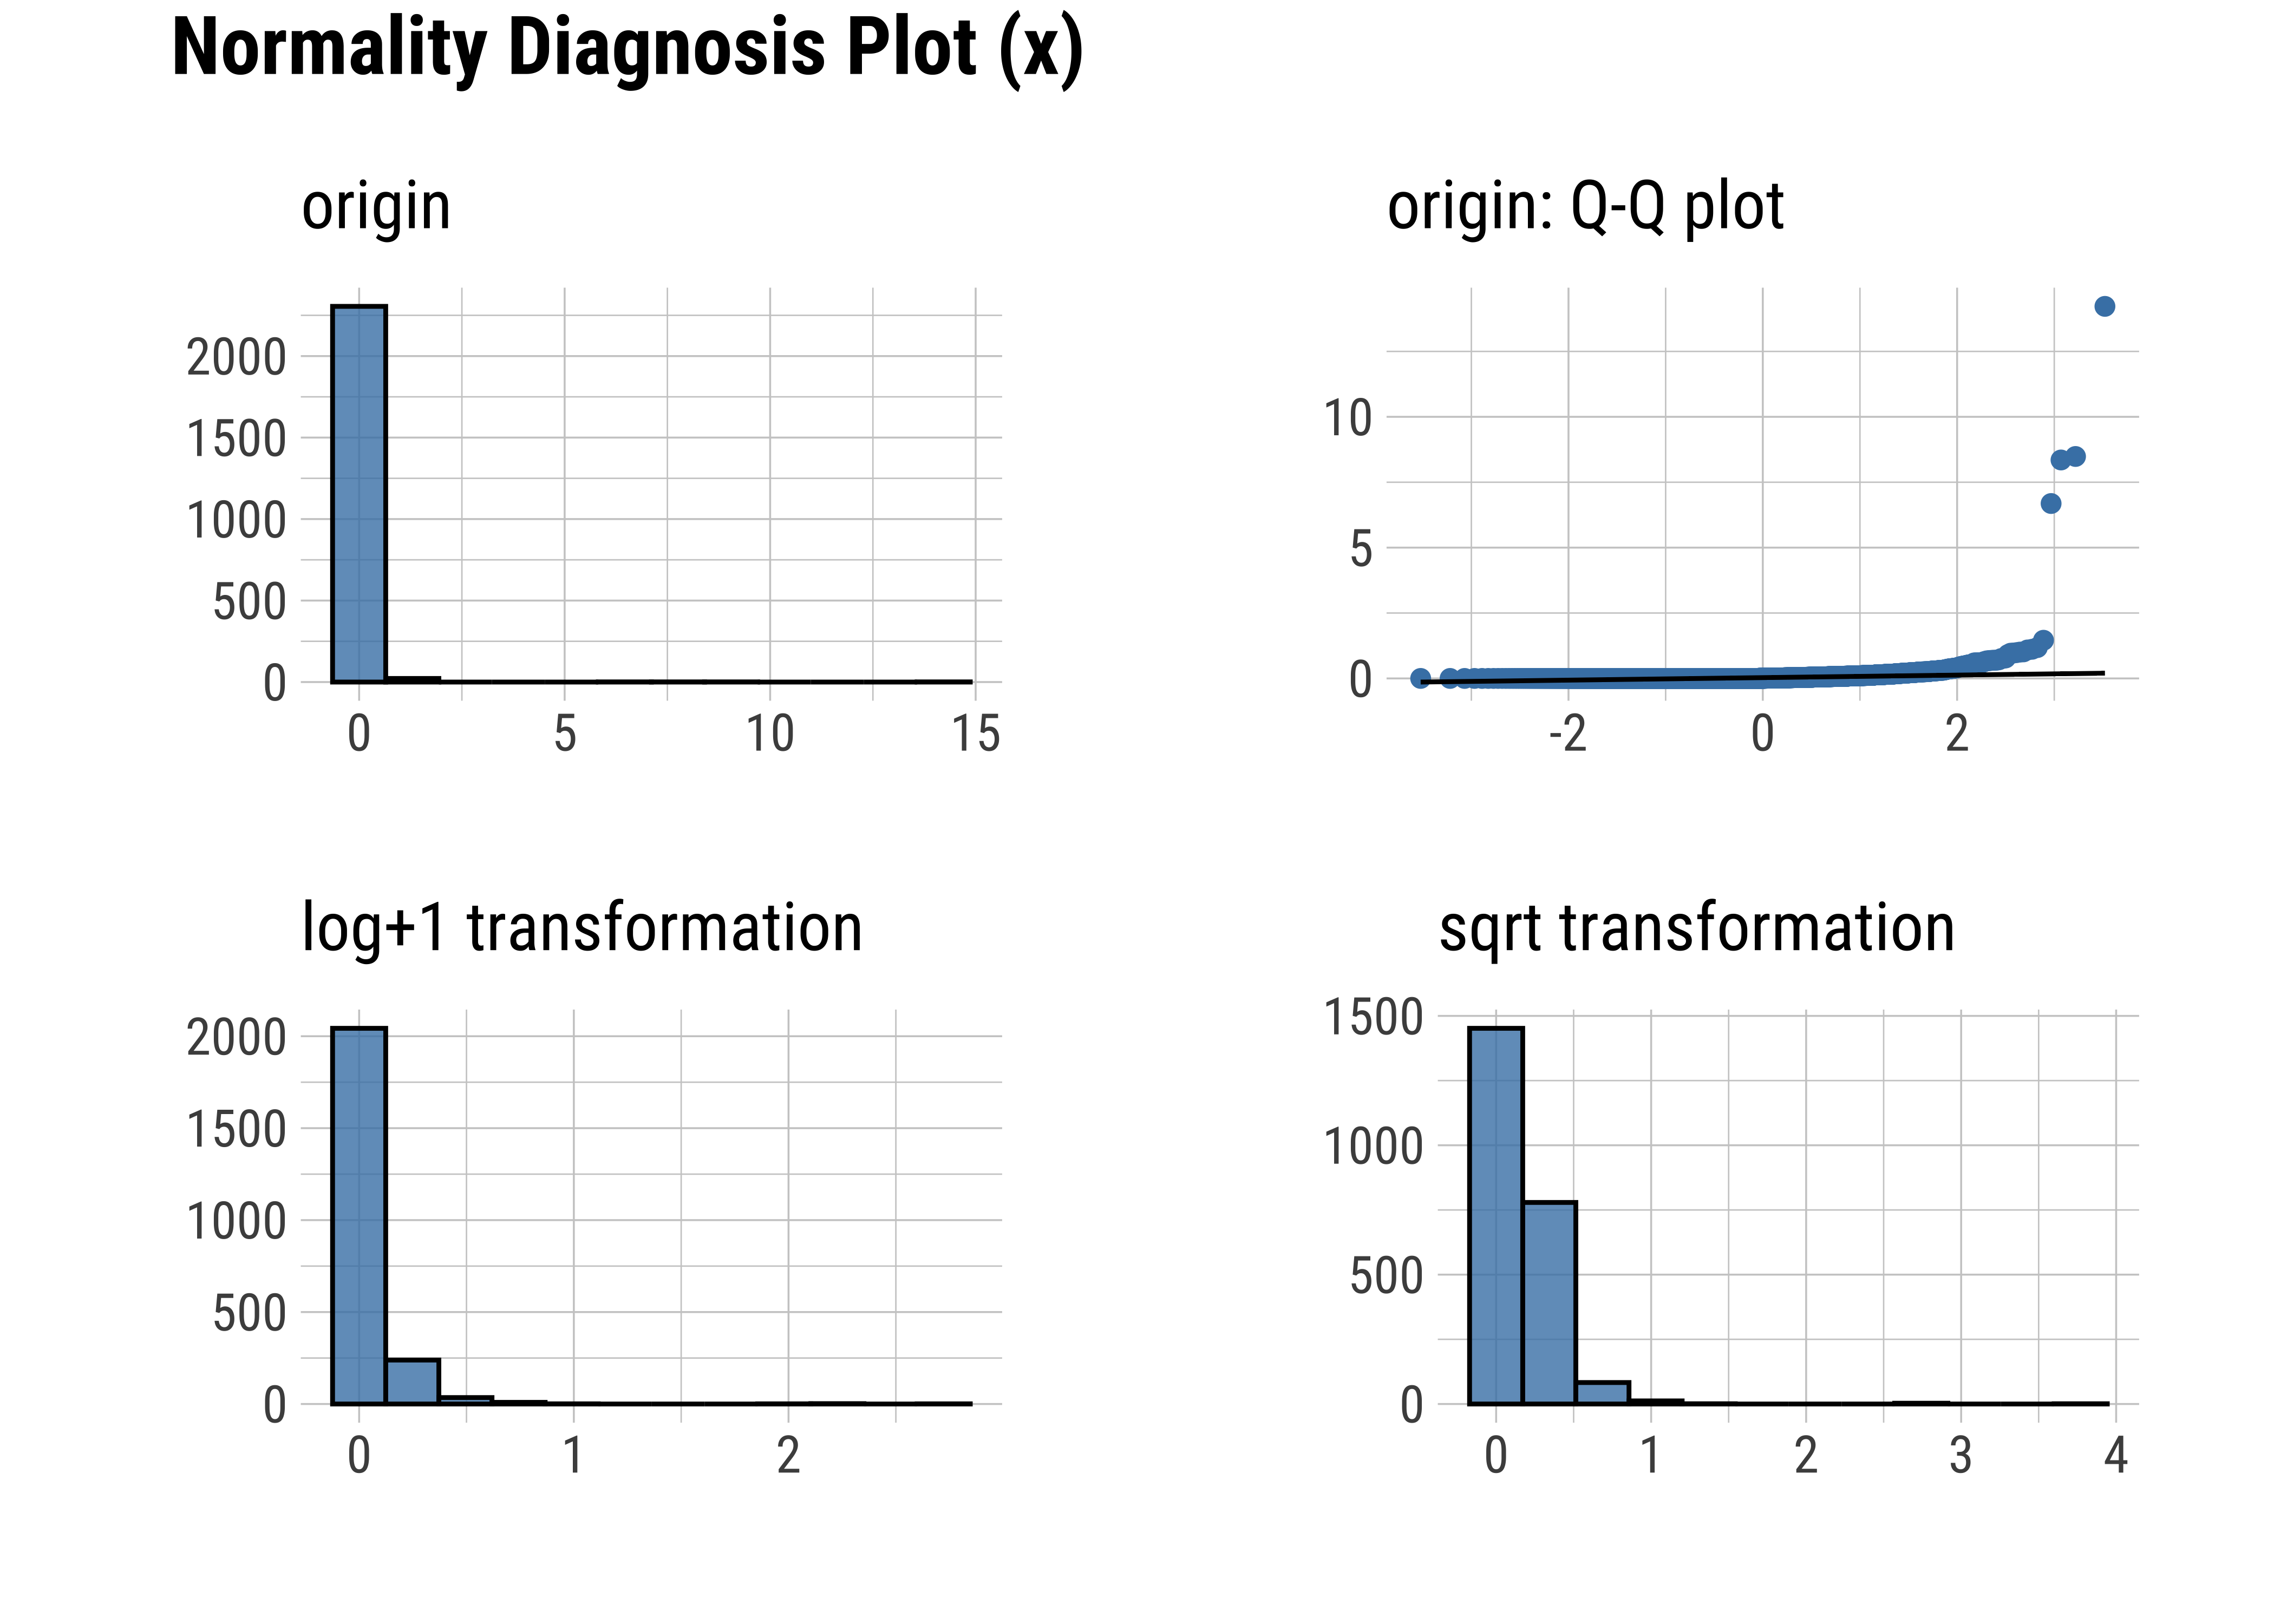 Normality Diagnosis Plot (x)
origin
2000
1500
1000
500
0
0 5 10 15
origin: Q-Q plot
10
5
0
-2 0 2
log+1 transformation
2000
1500
1000
500
0
0 1 2
sqrt transformation
1500
1000
500
0
0 1 2 3 4